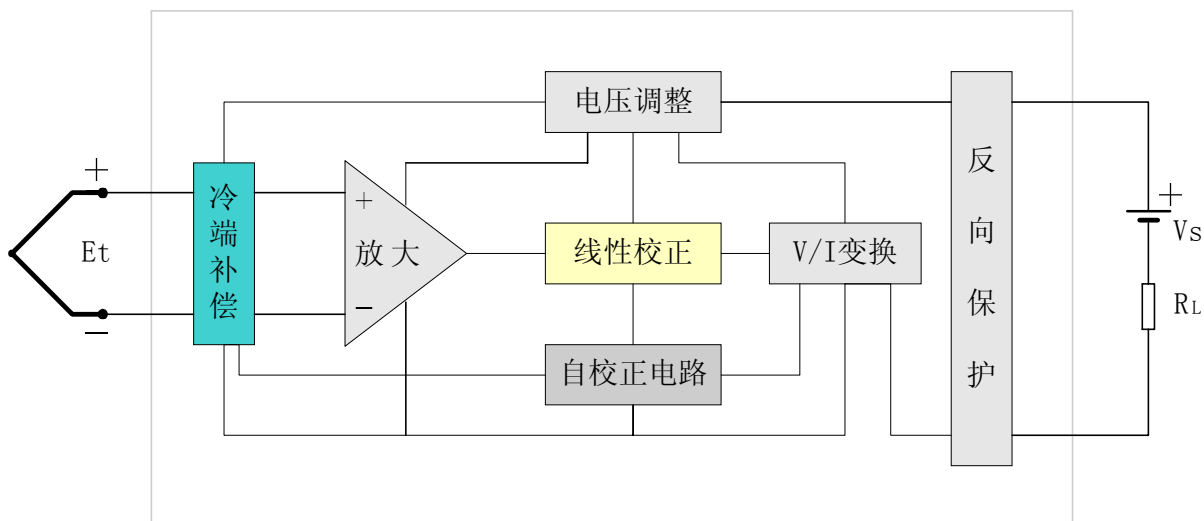 电压调整
+
冷端补偿
+
放大
−
Et
−
线性校正
V/I变换
自校正电路
反向保护
+
Vs
RL